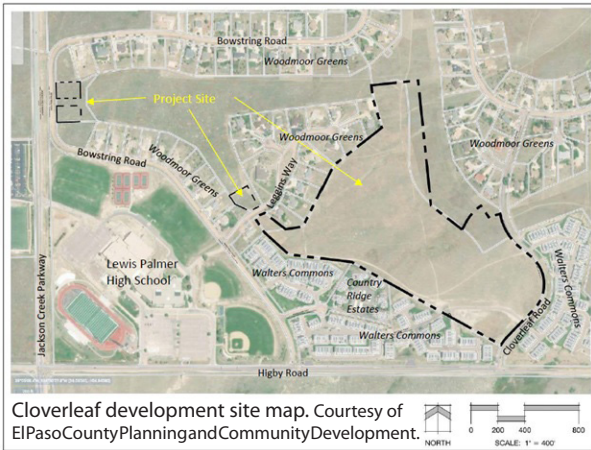 Bowstring Road
Woodmoor Greens
Project Site
Woodmoor Greens
Woodmoor Greens
Bowstring Road
Woodmoor Greens
Leggins Way
Lewis Palmer
High School
Jackson Creek Parkway
Walters Commons
Country
Ridge
Estates
Walters Commons
Cloverleaf Road
Walters Commons
Higby Road
Cloverleaf development site map. Courtesy of
ElPasoCountyPlanningandCommunityDevelopment.
NORTH
0 200 400 800
SCALE: 1" = 400'